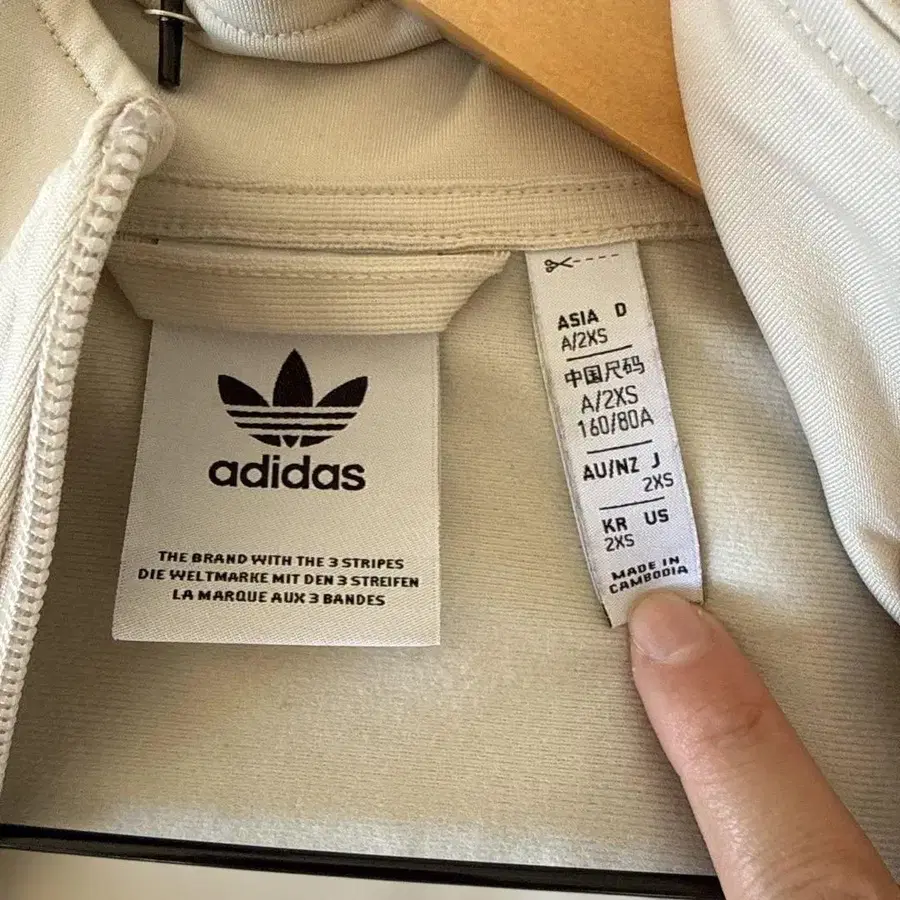 adidas
THE BRAND WITH THE 3 STRIPES
DIE WELTMARKE MIT DEN 3 STREIFEN
LA MARQUE AUX 3 BANDES
ASIA D
A/2XS
中国尺码
A/2XS
160/80A
AU/NZ J
2XS
KR US
2XS
MADE IN
CAMBODIA